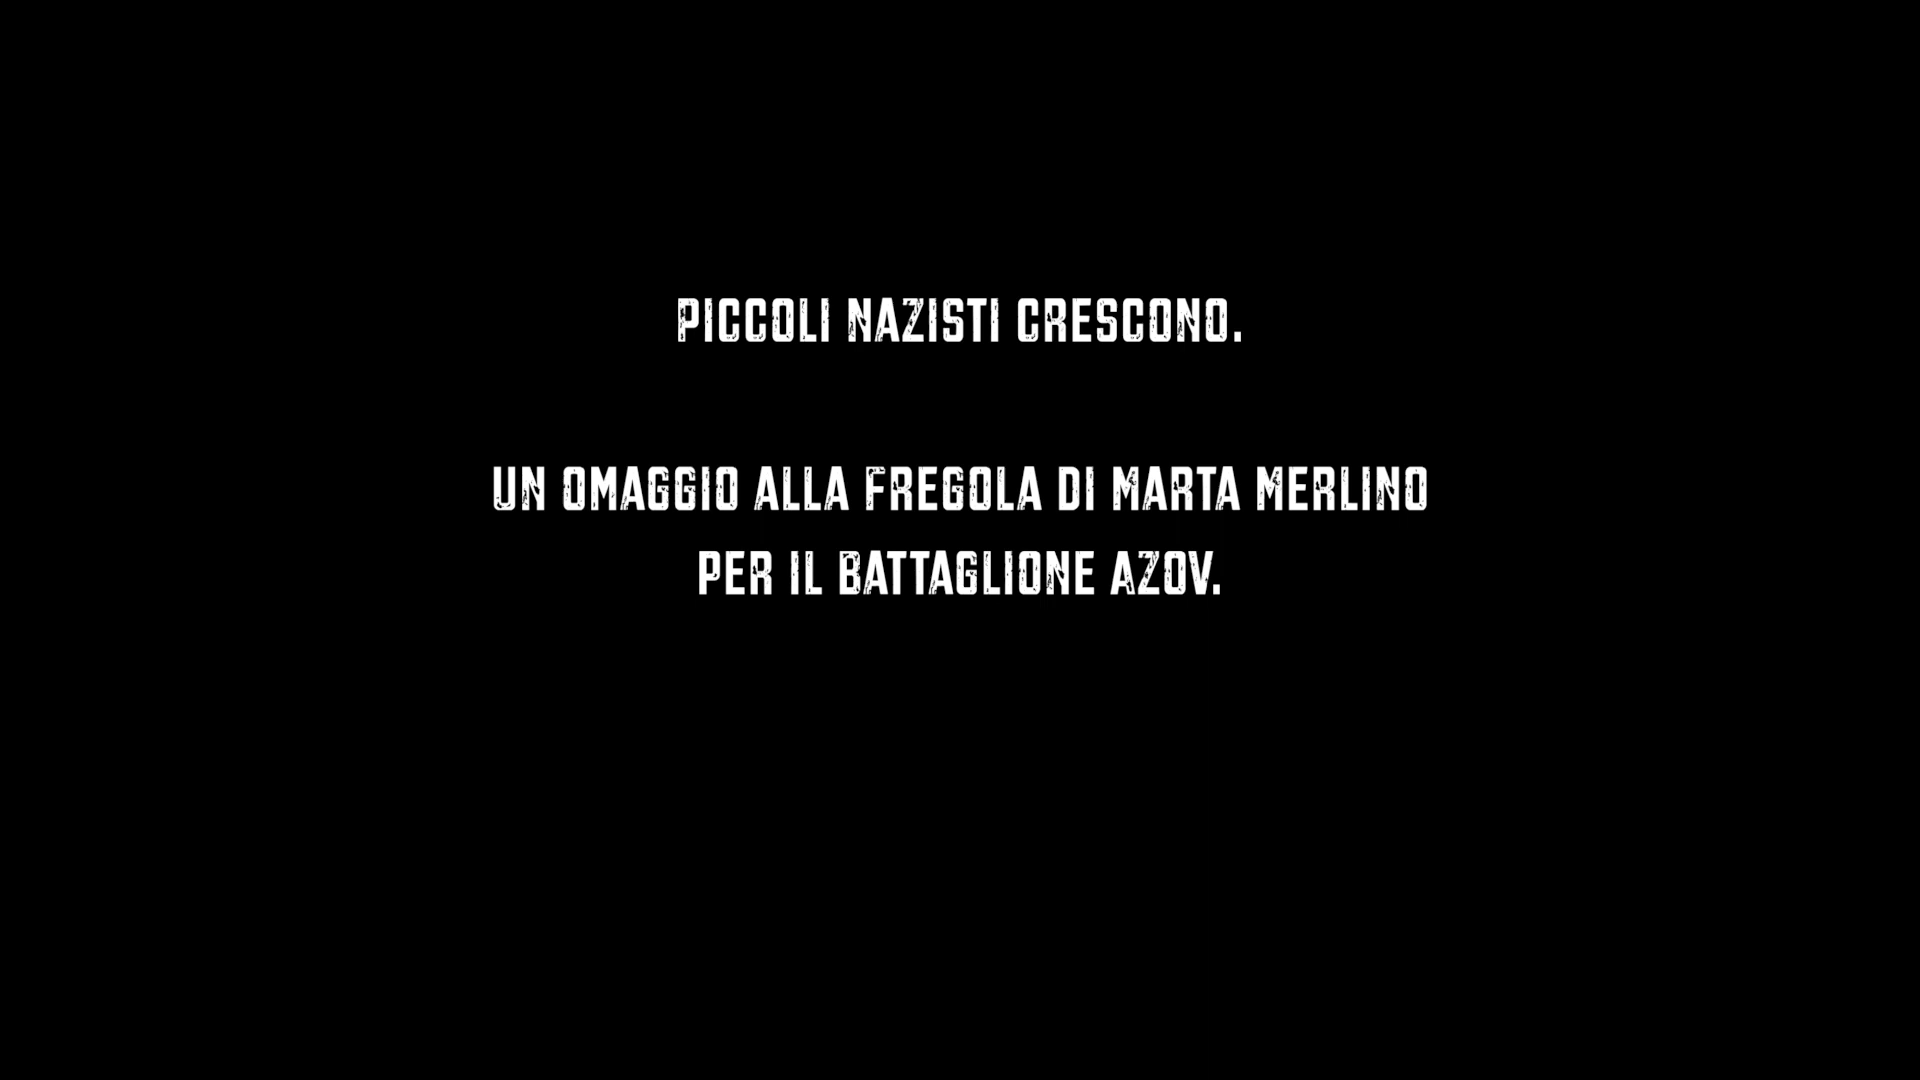 PICCOLI NAZISTI CRESCONO.
UN OMAGGIO ALLA FREGOLA DI MARTA MERLINO
PER IL BATTAGLIONE AZOV.